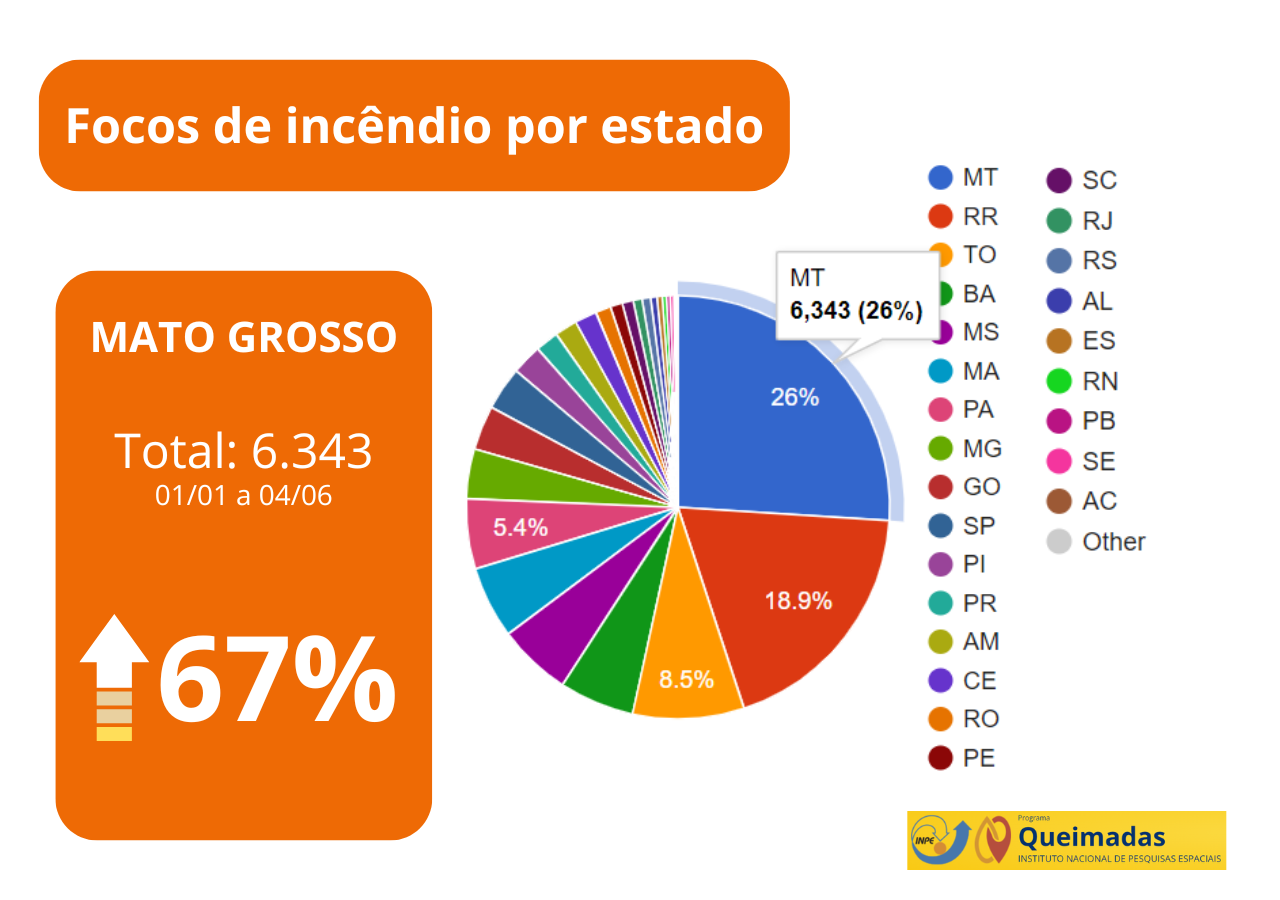 Focos de incêndio por estado
MATO GROSSO
Total: 6.343
01/01 a 04/06
67%
MT
6,343 (26%)
26%
18.9%
8.5%
5.4%
MT
RR
TO
BA
MS
MA
PA
MG
GO
SP
PI
PR
AM
CE
RO
PE
SC
RJ
RS
AL
ES
RN
PB
SE
AC
Other
INPE
Programa
Queimadas
INSTITUTO NACIONAL DE PESQUISAS ESPACIAIS